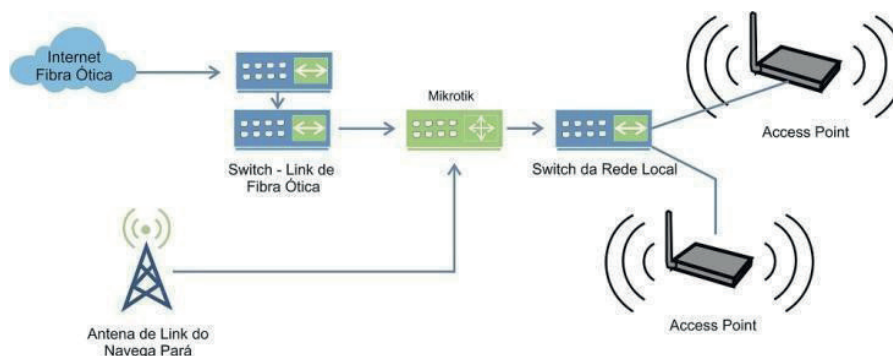 Internet
Fibra Ótica
Mikrotik
Switch - Link de
Fibra Ótica
Switch da Rede Local
Access Point
Antena de Link do
Navega Pará
Access Point